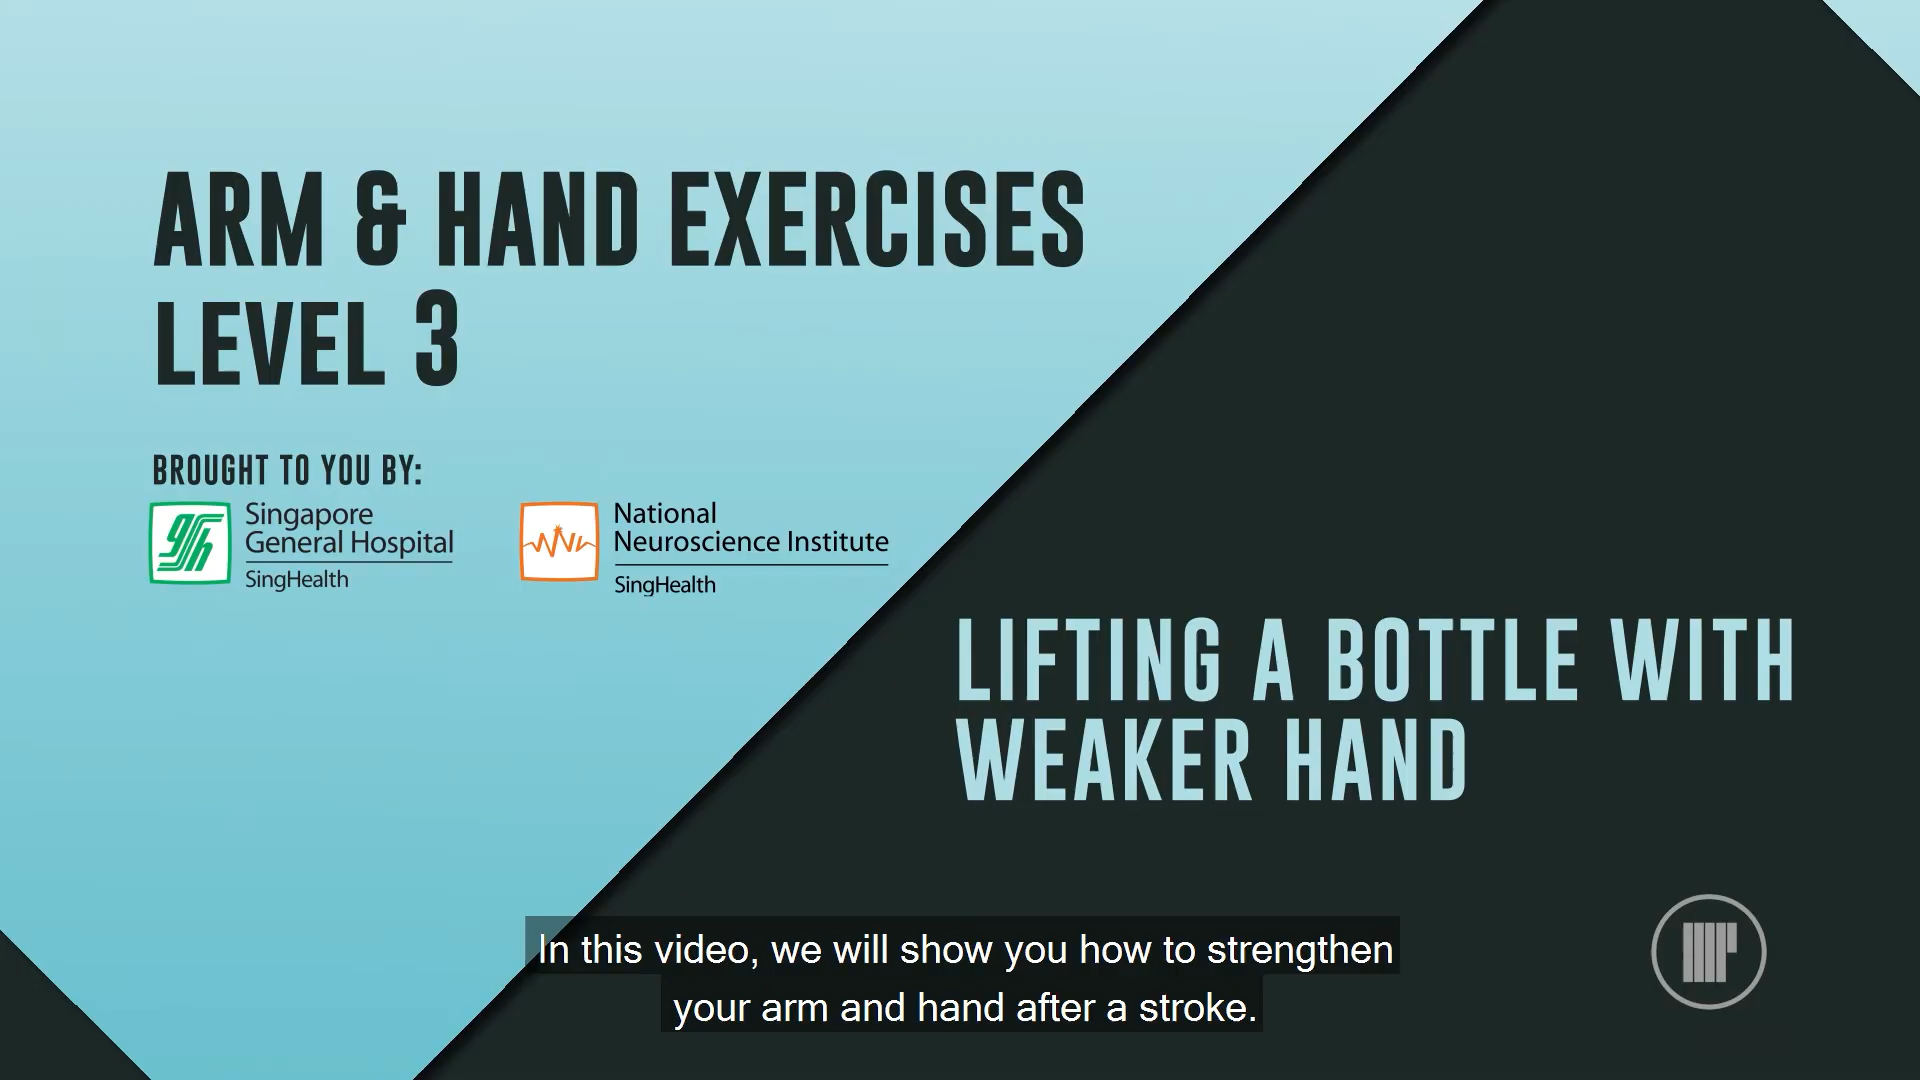 ARM & HAND EXERCISES
LEVEL 3
BROUGHT TO YOU BY:
Singapore
General Hospital
SingHealth
National
Neuroscience Institute
SingHealth
LIFTING A BOTTLE WITH
WEAKER HAND
In this video, we will show you how to strengthen
your arm and hand after a stroke.